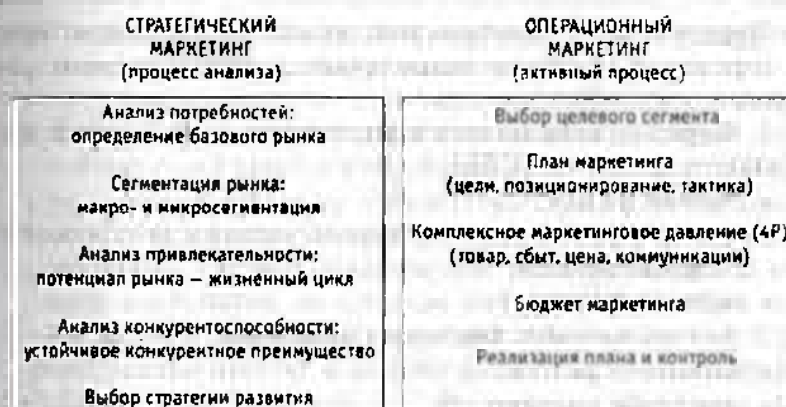 СТРАТЕГИЧЕСКИЙ
МАРКЕТИНГ
(процесс анализа)
Анализ потребностей:
определение базового рынка
Сегментация рынка:
макро- и микросегментация
Анализ привлекательности:
потенциал рынка — жизненный цикл
Анализ конкурентоспособности:
устойчивое конкурентное преимущество
Выбор стратегии развития
ОПЕРАЦИОННЫЙ
МАРКЕТИНГ
(активный процесс)
Выбор целевого сегмента
План маркетинга
(цели, позиционирование, тактика)
Комплексное маркетинговое давление (4P)
(товар, сбыт, цена, коммуникации)
Бюджет маркетинга
Реализация плана и контроль